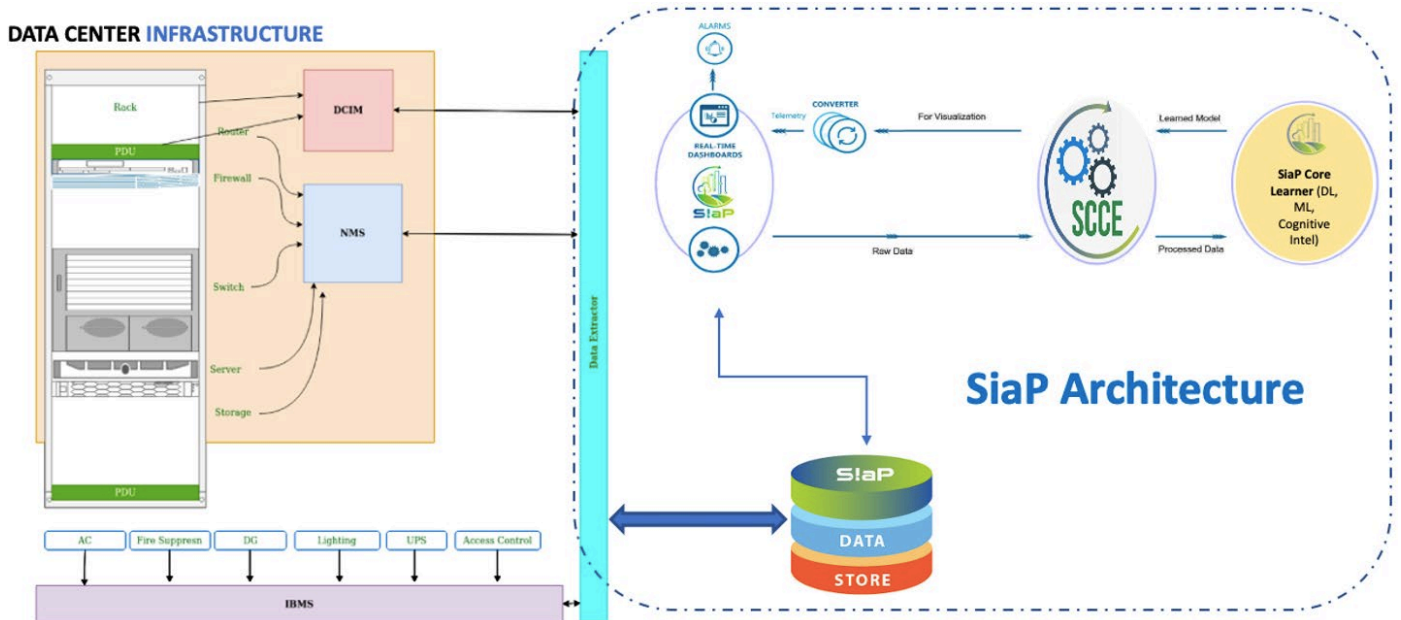 DATA CENTER INFRASTRUCTURE
Rack
PDU
Router
Firewall
Switch
Server
Storage
PDU
DCIM
NMS
AC
Fire Suppresn
DG
Lighting
UPS
Access Control
IBMS
Data Extractor
ALARMS
REAL-TIME
DASHBOARDS
S!aP
Telemetry
CONVERTER
For Visualization
Raw Data
SCCE
Learned Model
Processed Data
SiaP Core
Learner (DL,
ML,
Cognitive
Intel)
SiaP Architecture
S!aP
DATA
STORE